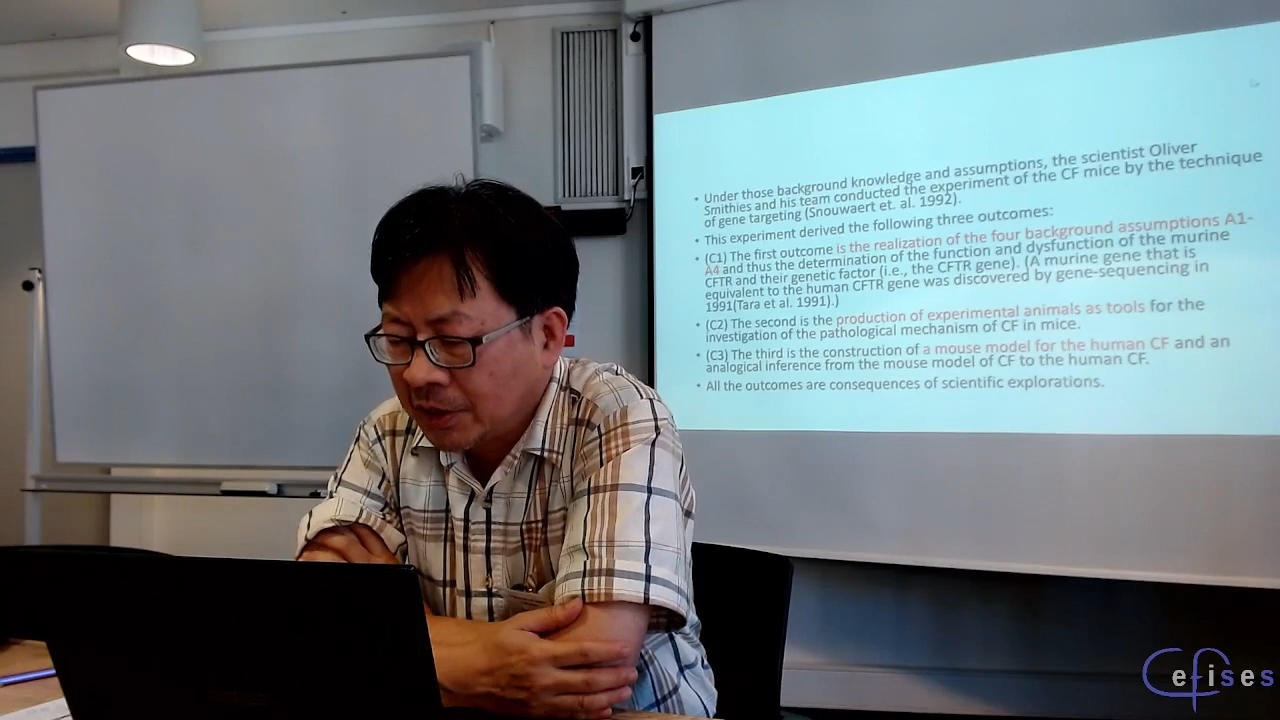 • Under those background knowledge and assumptions, the scientist Oliver
Smithies and his team conducted the experiment of the CF mice by the technique
of gene targeting (Snouwaert et. al. 1992).
• This experiment derived the following three outcomes:
• (C1) The first outcome is the realization of the four background assumptions A1-
A4 and thus the determination of the function and dysfunction of the murine
CFTR and their genetic factor (i.e., the CFTR gene). (A murine gene that is
equivalent to the human CFTR gene was discovered by gene-sequencing in
1991(Tara et al. 1991).)
• (C2) The second is the production of experimental animals as tools for the
investigation of the pathological mechanism of CF in mice.
• (C3) The third is the construction of a mouse model for the human CF and an
analogical inference from the mouse model of CF to the human CF.
• All the outcomes are consequences of scientific explorations.
Cefises